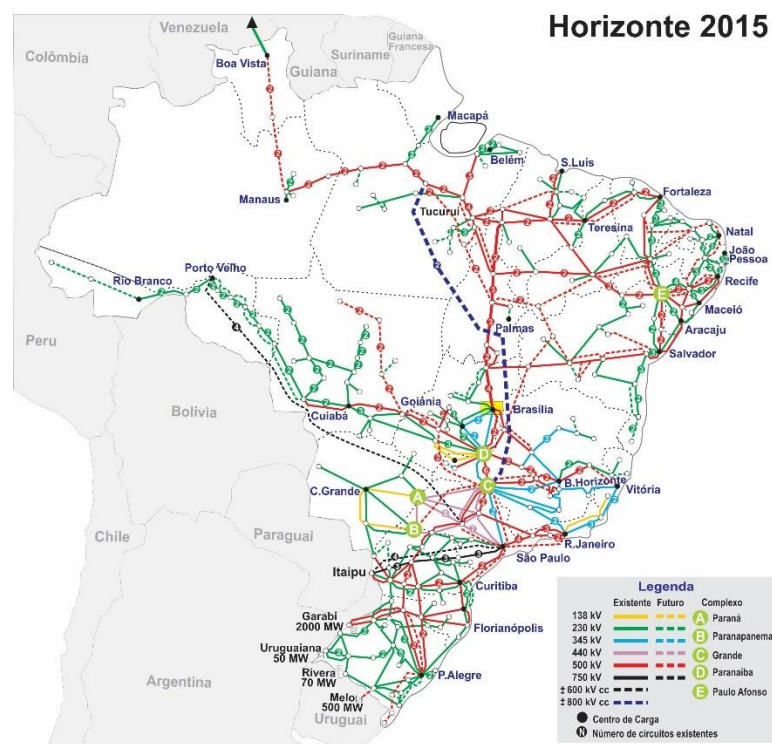 Horizonte 2015
Venezuela
Colômbia
Guiana
Suriname
Guiana
Francesa
Boa Vista
Macapá
Belém
S.Luis
Manaus
Tucuruí
Fortaleza
Teresina
Natal
João
Pessoa
Recife
Maceió
Aracaju
Salvador
Porto Velho
Rio Branco
Palmas
Peru
Bolivia
Cuiabá
Goiânia
Brasília
E
D
C
A
B
B.Horizonte
Vitória
C.Grande
Chile
Paraguai
R.Janeiro
São Paulo
Itaipu
Curitiba
Garabi
2000 MW
Florianópolis
Uruguaiana
50 MW
Rivera
70 MW
Melo
500 MW
P.Alegre
Argentina
Uruguai
Legenda
Existente Futuro Complexo
138 kV A Paraná
230 kV
345 kV B Paranapanema
440 kV C Grande
500 kV D Paranaíba
750 kV E Paulo Afonso
± 600 kV cc
± 800 kV cc
Centro de Carga
N Número de circuitos existentes